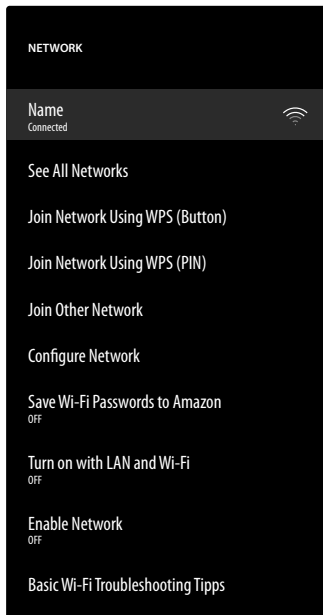 NETWORK
Name
Connected
See All Networks
Join Network Using WPS (Button)
Join Network Using WPS (PIN)
Join Other Network
Configure Network
Save Wi-Fi Passwords to Amazon
OFF
Turn on with LAN and Wi-Fi
OFF
Enable Network
OFF
Basic Wi-Fi Troubleshooting Tipps